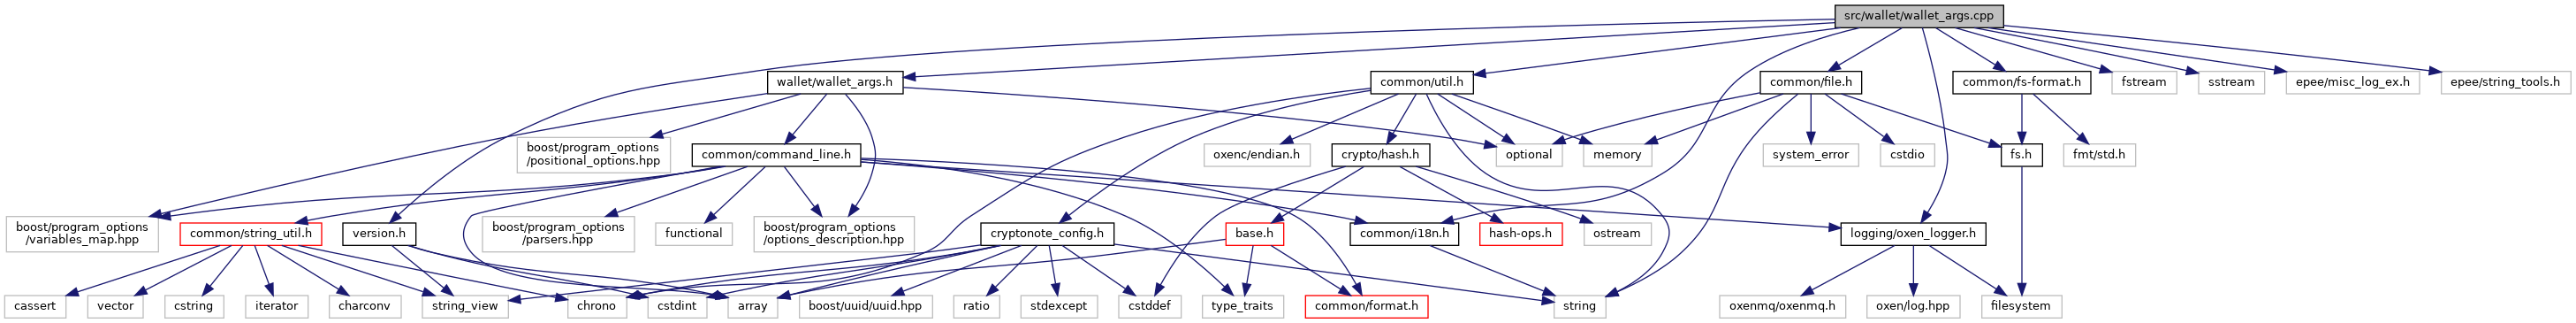 src/wallet/wallet_args.cpp
wallet/wallet_args.h
common/util.h
common/file.h
common/fs-format.h
fstream
sstream
epee/misc_log_ex.h
epee/string_tools.h
boost/program_options
/positional_options.hpp
common/command_line.h
oxenc/endian.h
crypto/hash.h
optional
memory
system_error
cstdio
fs.h
fmt/std.h
boost/program_options
/variables_map.hpp
common/string_util.h
version.h
boost/program_options
/parsers.hpp
functional
boost/program_options
/options_description.hpp
cryptonote_config.h
base.h
common/i18n.h
hash-ops.h
ostream
logging/oxen_logger.h
cassert
vector
cstring
iterator
charconv
string_view
chrono
cstdint
array
boost/uuid/uuid.hpp
ratio
stdexcept
cstddef
type_traits
common/format.h
string
oxenmq/oxenmq.h
oxen/log.hpp
filesystem